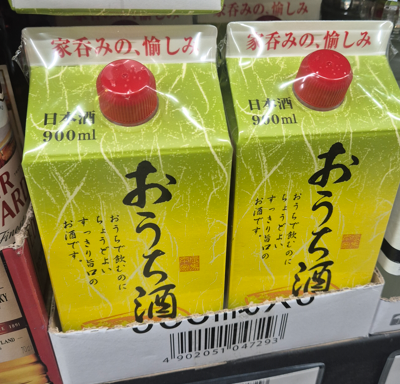 家呑みの、愉しみ
日本酒
900ml
おうち酒
おうちで飲むのに
ちょうどよい
すっきり旨口の
お酒です。
家呑みの、愉しみ
日本酒
900ml
おうち酒
おうちで飲むのに
ちょうどよい
すっきり旨口の
お酒です。
4 902051 047293